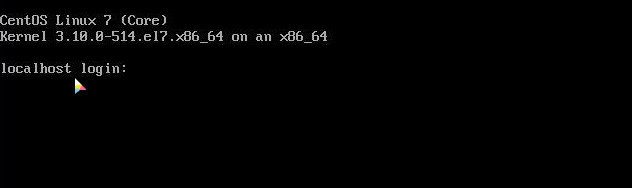 CentOS Linux 7 (Core)
Kernel 3.10.0-514.el7.x86_64 on an x86_64
localhost login: